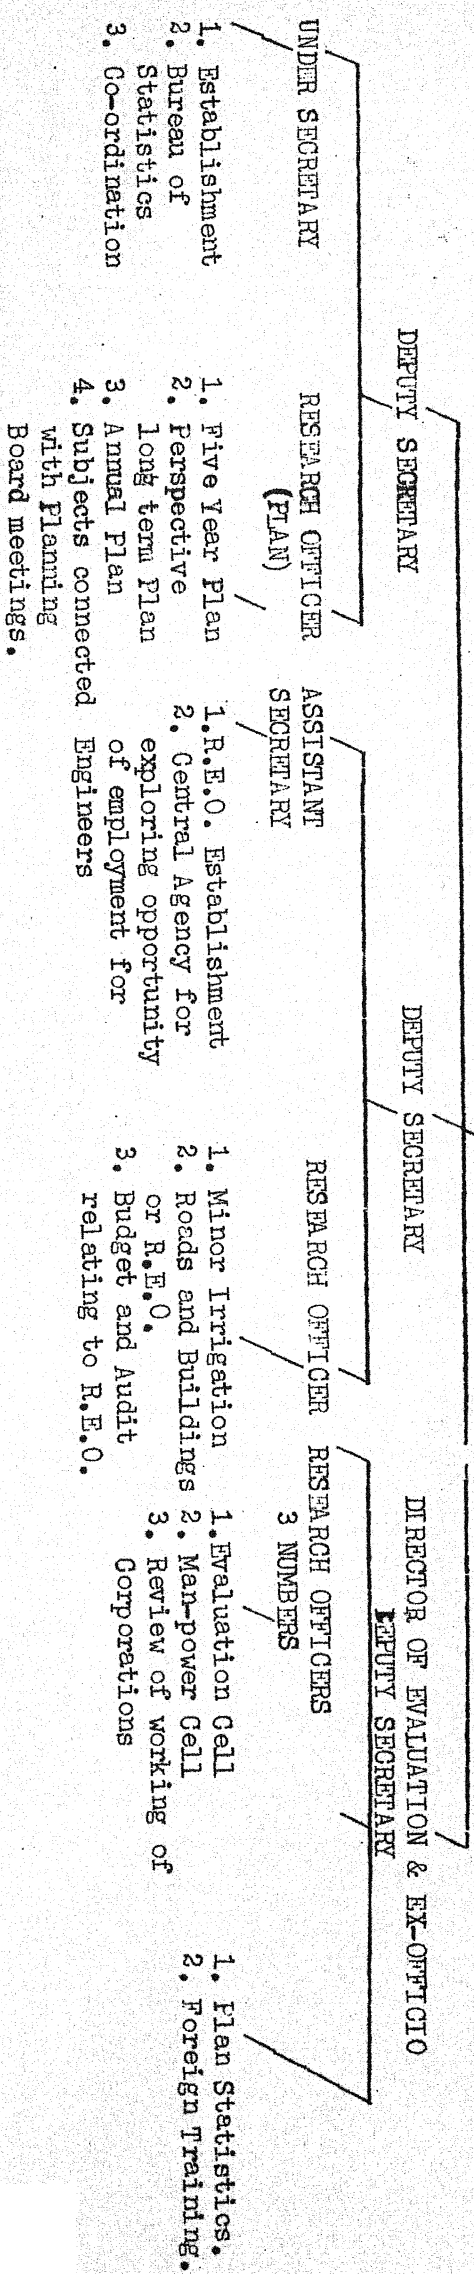 DEPUTY SECRETARY
DEPUTY SECRETARY
DIRECTOR OF EVALUATION & EX-OFFICIO
DEPUTY SECRETARY
UNDER SECRETARY
1. Establishment
2. Bureau of
Statistics
3. Co-ordination
RESEARCH OFFICER
(PLAN)
1. Five Year Plan
2. Perspective
long term Plan
3. Annual Plan
4. Subjects connected
with Planning
Board meetings.
ASSISTANT
SECRETARY
1.R.E.O. Establishment
2. Central Agency for
exploring opportunity
of employment for
Engineers
RESEARCH OFFICER
1. Minor Irrigation
2. Roads and Buildings
or R.E.O.
3. Budget and Audit
relating to R.E.O.
RESEARCH OFFICERS
3 NUMBERS
1.Evaluation Cell
2. Man-power Cell
3. Review of working of
Corporations
1. Plan Statistics.
2. Foreign Training.